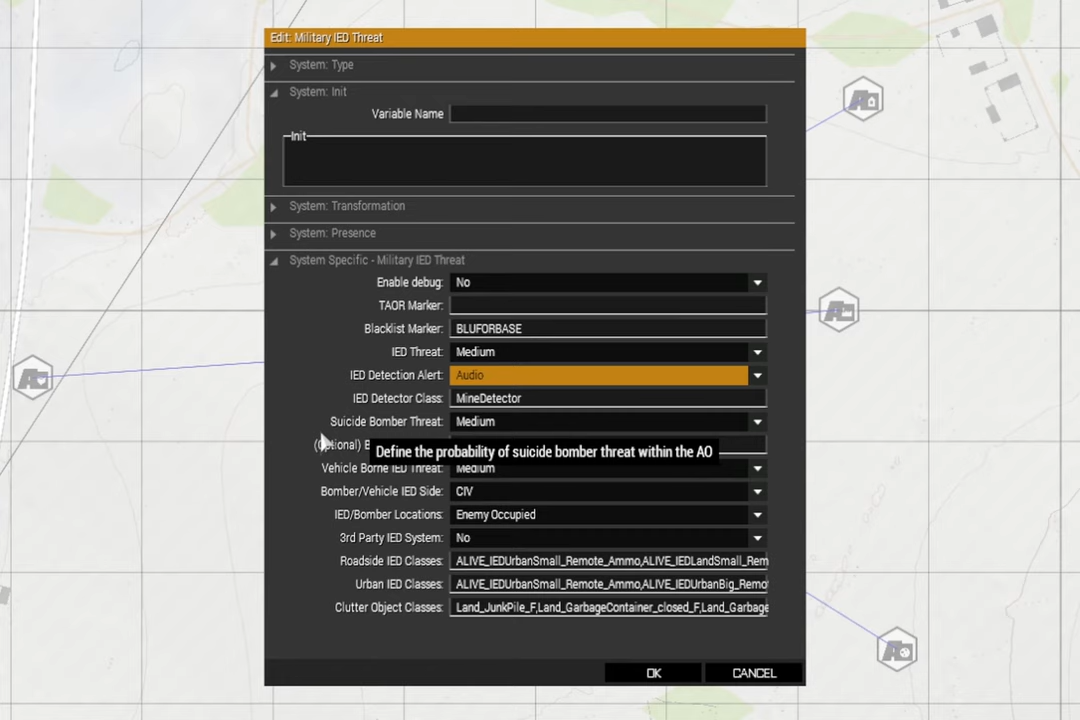 Edit: Military IED Threat
System: Type
System: Init
Variable Name
Init
System: Transformation
System: Presence
System Specific - Military IED Threat
Enable debug: No
TAOR Marker:
Blacklist Marker: BLUFORBASE
IED Threat: Medium
IED Detection Alert: Audio
IED Detector Class: MineDetector
Suicide Bomber Threat: Medium
(Optional) B
Define the probability of suicide bomber threat within the AO
Vehicle Borne IED Threat: Medium
Bomber/Vehicle IED Side: CIV
IED/Bomber Locations: Enemy Occupied
3rd Party IED System: No
Roadside IED Classes: ALIVE_IEDUrbanSmall_Remote_Ammo,ALIVE_IEDLandSmall_Rem
Urban IED Classes: ALIVE_IEDUrbanSmall_Remote_Ammo,ALIVE_IEDUrbanBig_Remo
Clutter Object Classes: Land_JunkPile_F,Land_GarbageContainer_closed_F,Land_Garbage
OK CANCEL